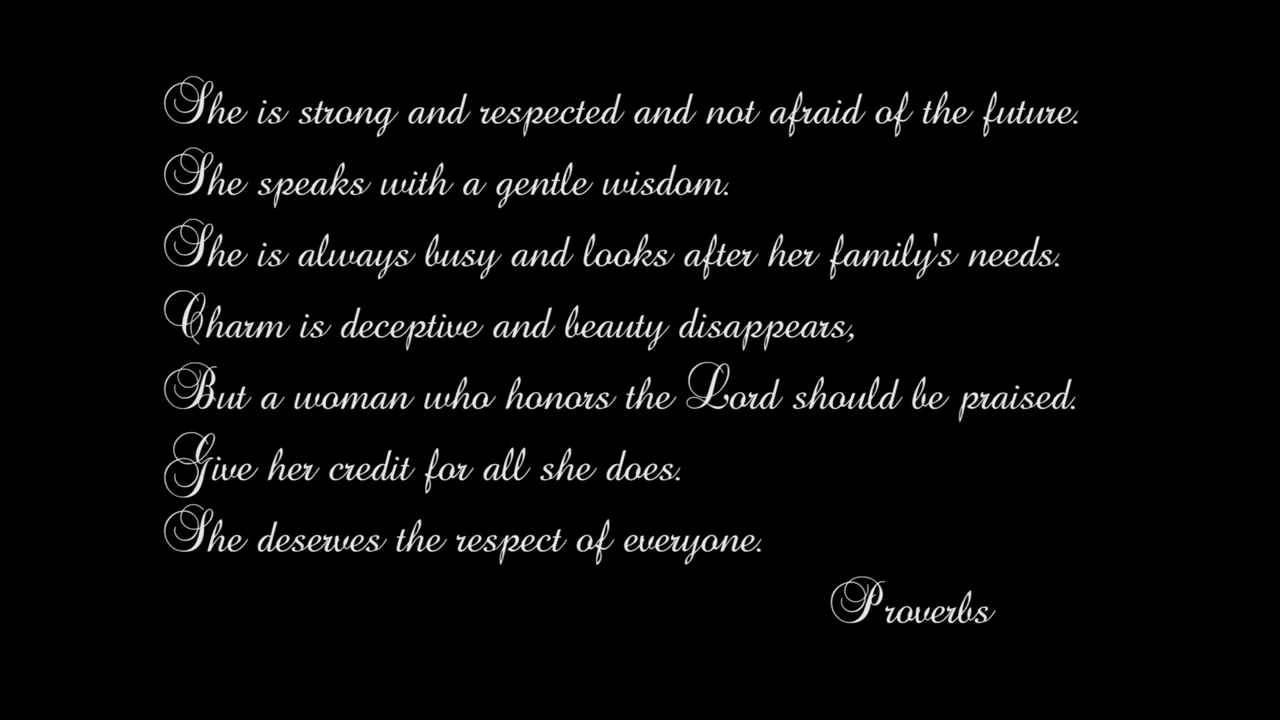 She is strong and respected and not afraid of the future.
She speaks with a gentle wisdom.
She is always busy and looks after her family's needs.
Charm is deceptive and beauty disappears,
But a woman who honors the Lord should be praised.
Give her credit for all she does.
She deserves the respect of everyone.
Proverbs